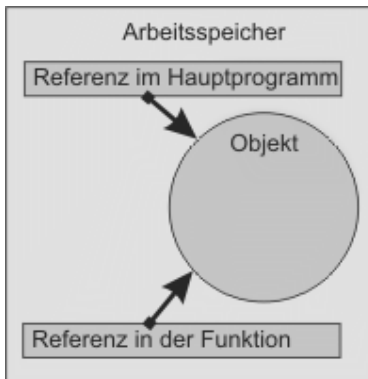 Arbeitsspeicher
Referenz im Hauptprogramm
Objekt
Referenz in der Funktion